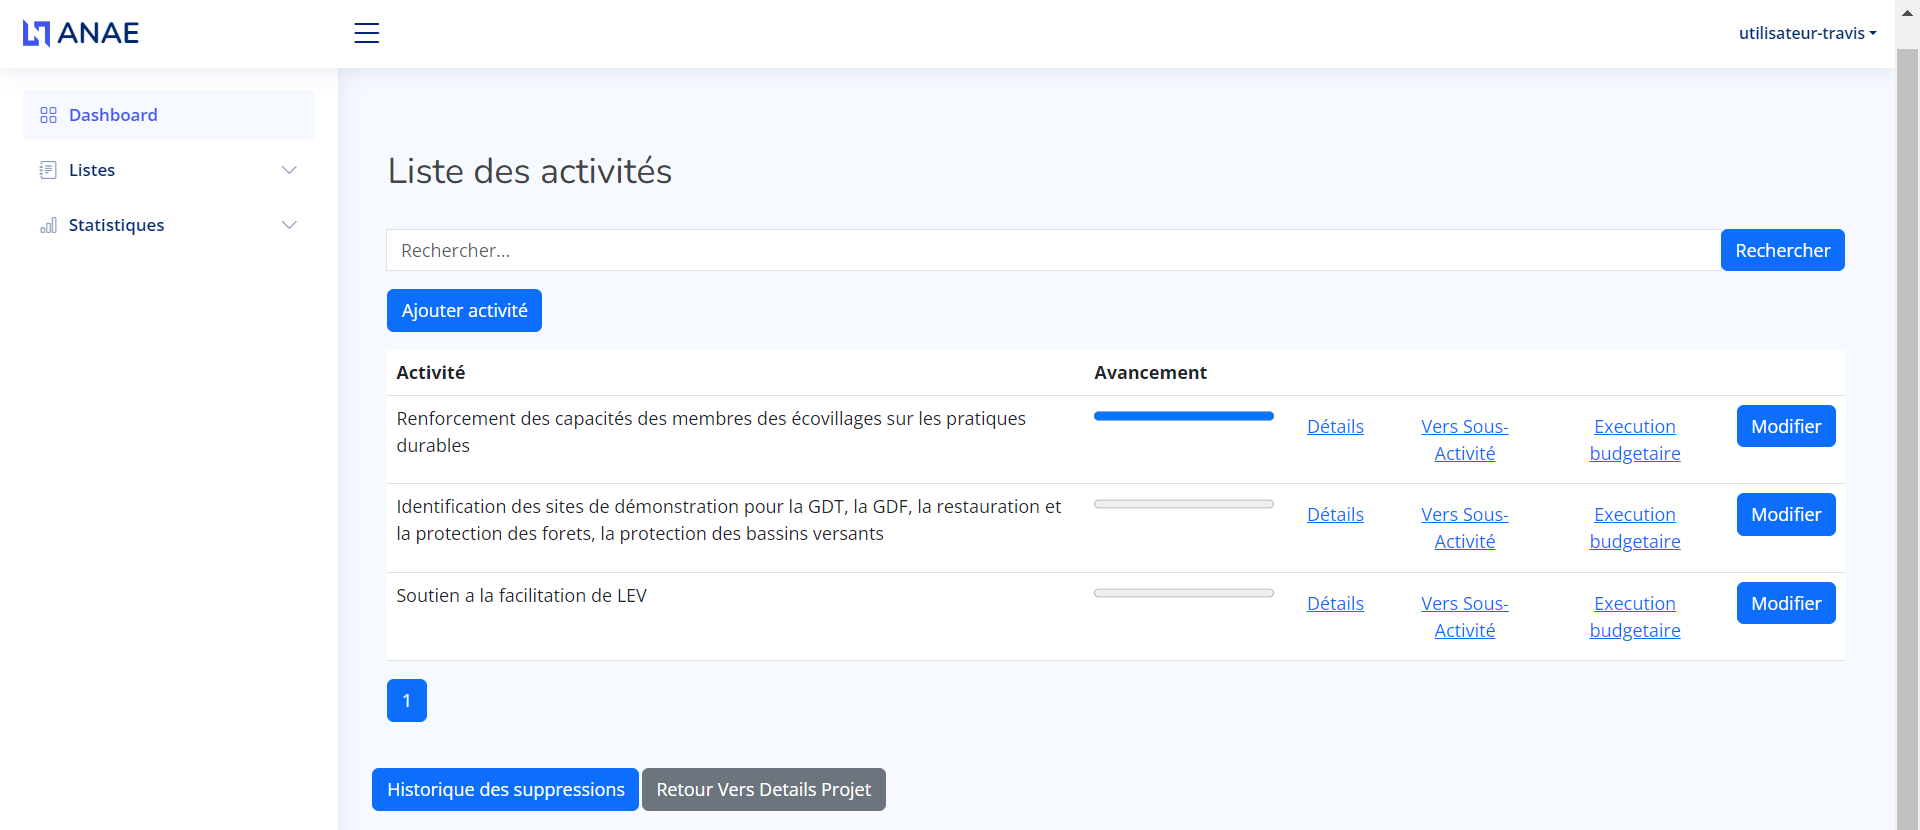 ANAE
utilisateur-travis
Dashboard
Listes
Statistiques
Liste des activités
Rechercher...
Rechercher
Ajouter activité
Activité Avancement
Renforcement des capacités des membres des écovillages sur les pratiques
durables
Détails
Vers Sous-
Activité
Execution
budgetaire
Modifier
Identification des sites de démonstration pour la GDT, la GDF, la restauration et
la protection des forets, la protection des bassins versants
Détails
Vers Sous-
Activité
Execution
budgetaire
Modifier
Soutien a la facilitation de LEV
Détails
Vers Sous-
Activité
Execution
budgetaire
Modifier
1
Historique des suppressions
Retour Vers Details Projet